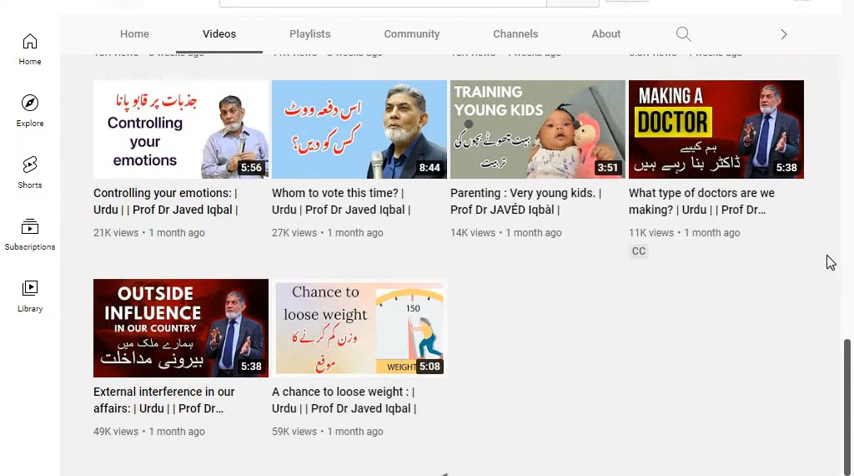 Home
Videos
Playlists
Community
Channels
About
Home
Explore
Shorts
Subscriptions
Library
جذبات پر قابو پانا
Controlling
your
emotions
5:56
Controlling your emotions: |
Urdu | | Prof Dr Javed Iqbal |
21K views • 1 month ago
اس دفعہ ووٹ
کس کو دیں؟
8:44
Whom to vote this time? |
Urdu | Prof Dr Javed Iqbal |
27K views • 1 month ago
TRAINING
YOUNG KIDS
بہت چھوٹے بچوں کی
تربیت
3:51
Parenting : Very young kids. |
Prof Dr JAVÉD Iqbàl |
14K views • 1 month ago
MAKING A
DOCTOR
ہم کیسے
ڈاکٹر بنا رہے ہیں
5:38
What type of doctors are we
making? | Urdu | | Prof Dr...
11K views • 1 month ago
CC
OUTSIDE
INFLUENCE
IN OUR COUNTRY
ہمارے ملک میں
بیرونی مداخلت
5:38
External interference in our
affairs: | Urdu | | Prof Dr...
49K views • 1 month ago
Chance to
loose weight
وزن کم کرنے کا
موقع
150
WEIGHT
5:08
A chance to loose weight : |
Urdu | | Prof Dr Javed Iqbal |
59K views • 1 month ago